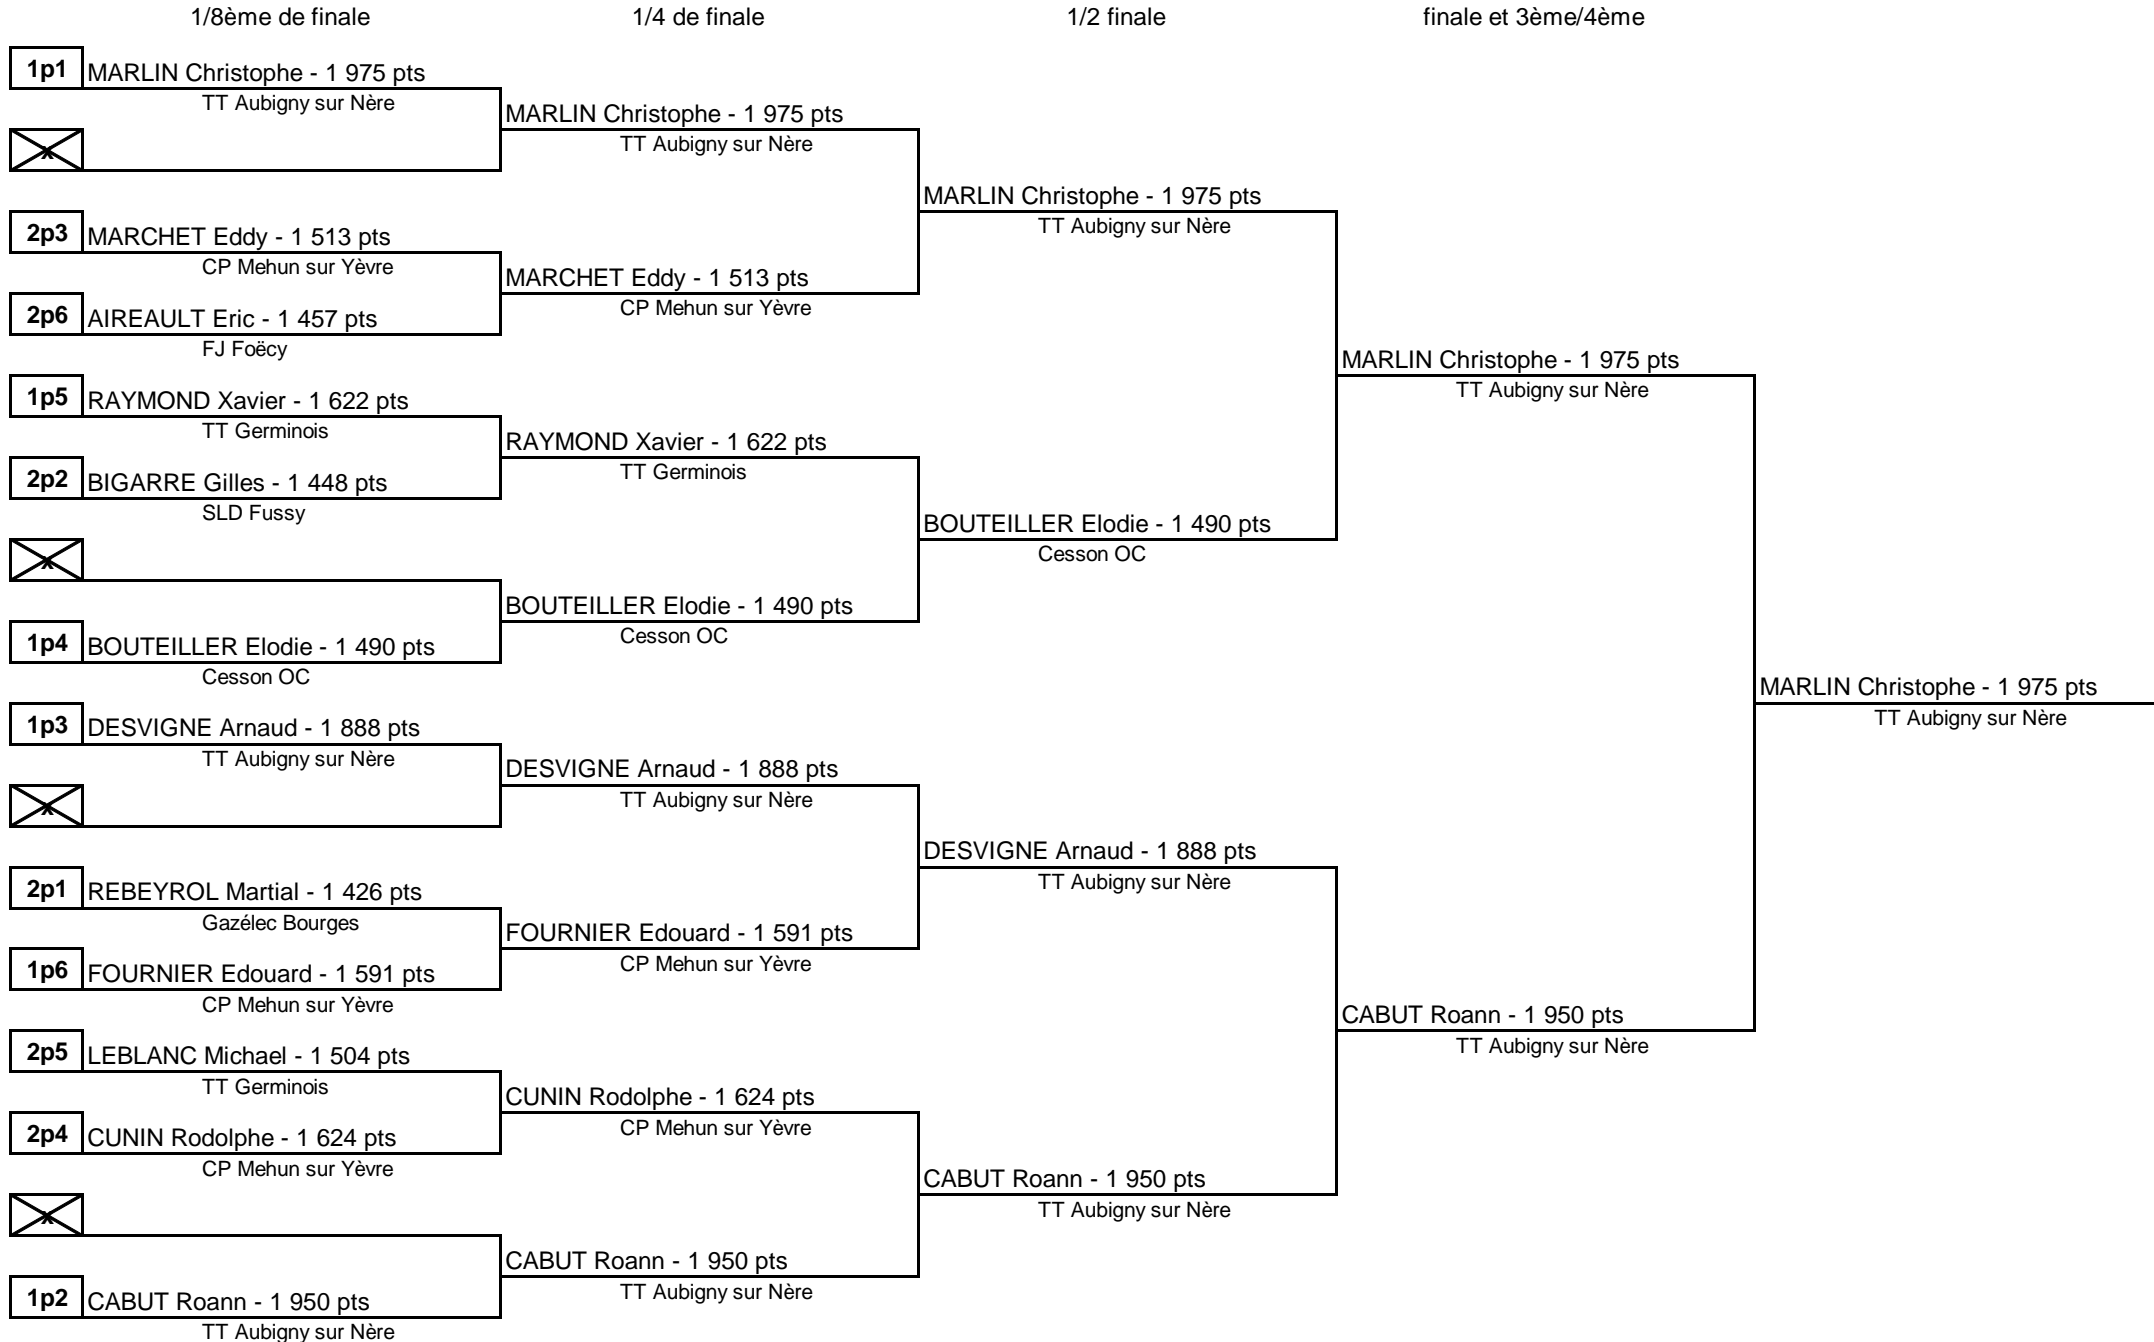 1/8ème de finale
1/4 de finale
1/2 finale
finale et 3ème/4ème
1p1 MARLIN Christophe - 1 975 pts
TT Aubigny sur Nère
x
2p3 MARCHET Eddy - 1 513 pts
CP Mehun sur Yèvre
2p6 AIREAULT Eric - 1 457 pts
FJ Foëcy
1p5 RAYMOND Xavier - 1 622 pts
TT Germinois
2p2 BIGARRE Gilles - 1 448 pts
SLD Fussy
x
1p4 BOUTEILLER Elodie - 1 490 pts
Cesson OC
1p3 DESVIGNE Arnaud - 1 888 pts
TT Aubigny sur Nère
x
2p1 REBEYROL Martial - 1 426 pts
Gazélec Bourges
1p6 FOURNIER Edouard - 1 591 pts
CP Mehun sur Yèvre
2p5 LEBLANC Michael - 1 504 pts
TT Germinois
2p4 CUNIN Rodolphe - 1 624 pts
CP Mehun sur Yèvre
x
1p2 CABUT Roann - 1 950 pts
TT Aubigny sur Nère
MARLIN Christophe - 1 975 pts
TT Aubigny sur Nère
MARCHET Eddy - 1 513 pts
CP Mehun sur Yèvre
RAYMOND Xavier - 1 622 pts
TT Germinois
BOUTEILLER Elodie - 1 490 pts
Cesson OC
DESVIGNE Arnaud - 1 888 pts
TT Aubigny sur Nère
FOURNIER Edouard - 1 591 pts
CP Mehun sur Yèvre
CUNIN Rodolphe - 1 624 pts
CP Mehun sur Yèvre
CABUT Roann - 1 950 pts
TT Aubigny sur Nère
MARLIN Christophe - 1 975 pts
TT Aubigny sur Nère
BOUTEILLER Elodie - 1 490 pts
Cesson OC
DESVIGNE Arnaud - 1 888 pts
TT Aubigny sur Nère
CABUT Roann - 1 950 pts
TT Aubigny sur Nère
MARLIN Christophe - 1 975 pts
TT Aubigny sur Nère
CABUT Roann - 1 950 pts
TT Aubigny sur Nère
MARLIN Christophe - 1 975 pts
TT Aubigny sur Nère